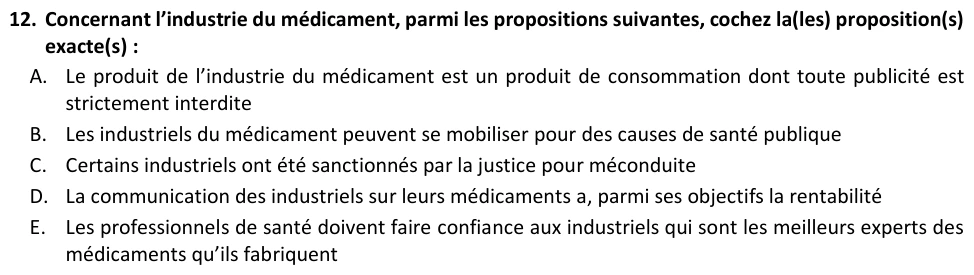 12. Concernant l’industrie du médicament, parmi les propositions suivantes, cochez la(les) proposition(s)
exacte(s) :
A. Le produit de l’industrie du médicament est un produit de consommation dont toute publicité est
strictement interdite
B. Les industriels du médicament peuvent se mobiliser pour des causes de santé publique
C. Certains industriels ont été sanctionnés par la justice pour méconduite
D. La communication des industriels sur leurs médicaments a, parmi ses objectifs la rentabilité
E. Les professionnels de santé doivent faire confiance aux industriels qui sont les meilleurs experts des
médicaments qu’ils fabriquent